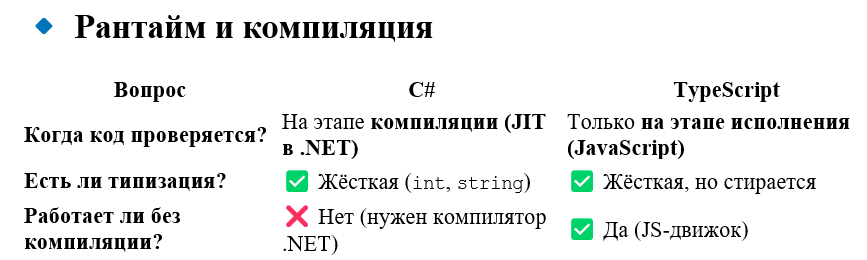 Рантайм и компиляция
Вопрос C# TypeScript
Когда код проверяется? На этапе компиляции (JIT в .NET) Только на этапе исполнения (JavaScript)
Есть ли типизация? ✅ Жёсткая (int, string) ✅ Жёсткая, но стирается
Работает ли без компиляции? ❌ Нет (нужен компилятор .NET) ✅ Да (JS-движок)